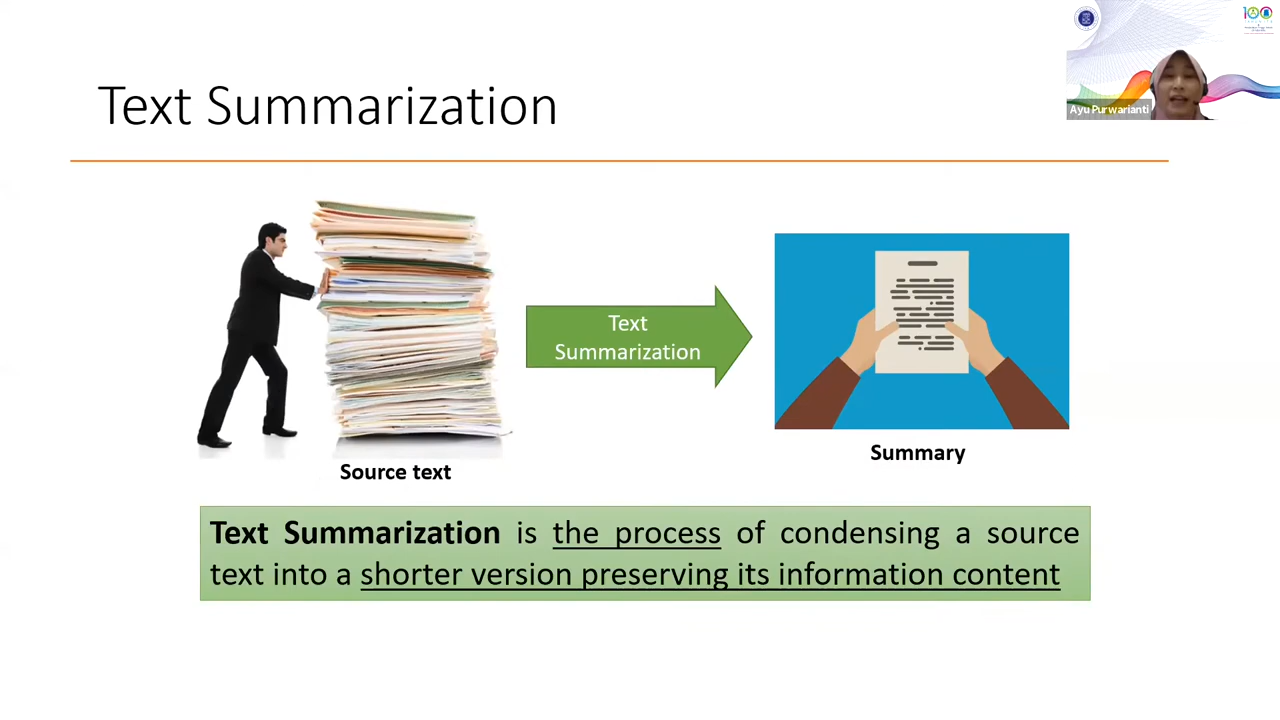 Text Summarization
100
Ayu Purwarianti
Text
Summarization
Source text
Summary
Text Summarization is the process of condensing a source
text into a shorter version preserving its information content